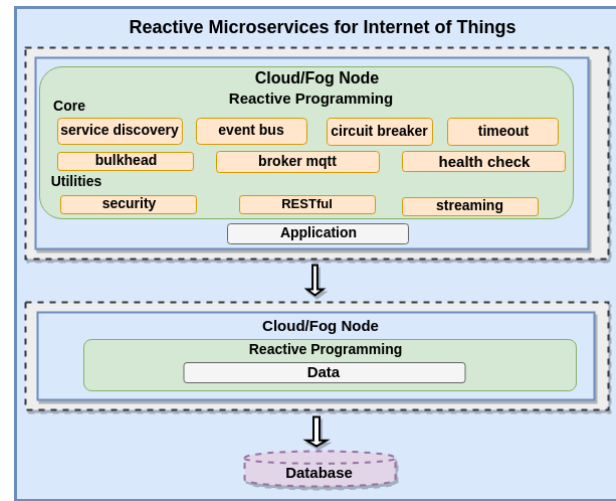 Reactive Microservices for Internet of Things
Cloud/Fog Node
Reactive Programming
Core
service discovery
event bus
circuit breaker
timeout
bulkhead
broker mqtt
health check
Utilities
security
RESTful
streaming
Application
Cloud/Fog Node
Reactive Programming
Data
Database